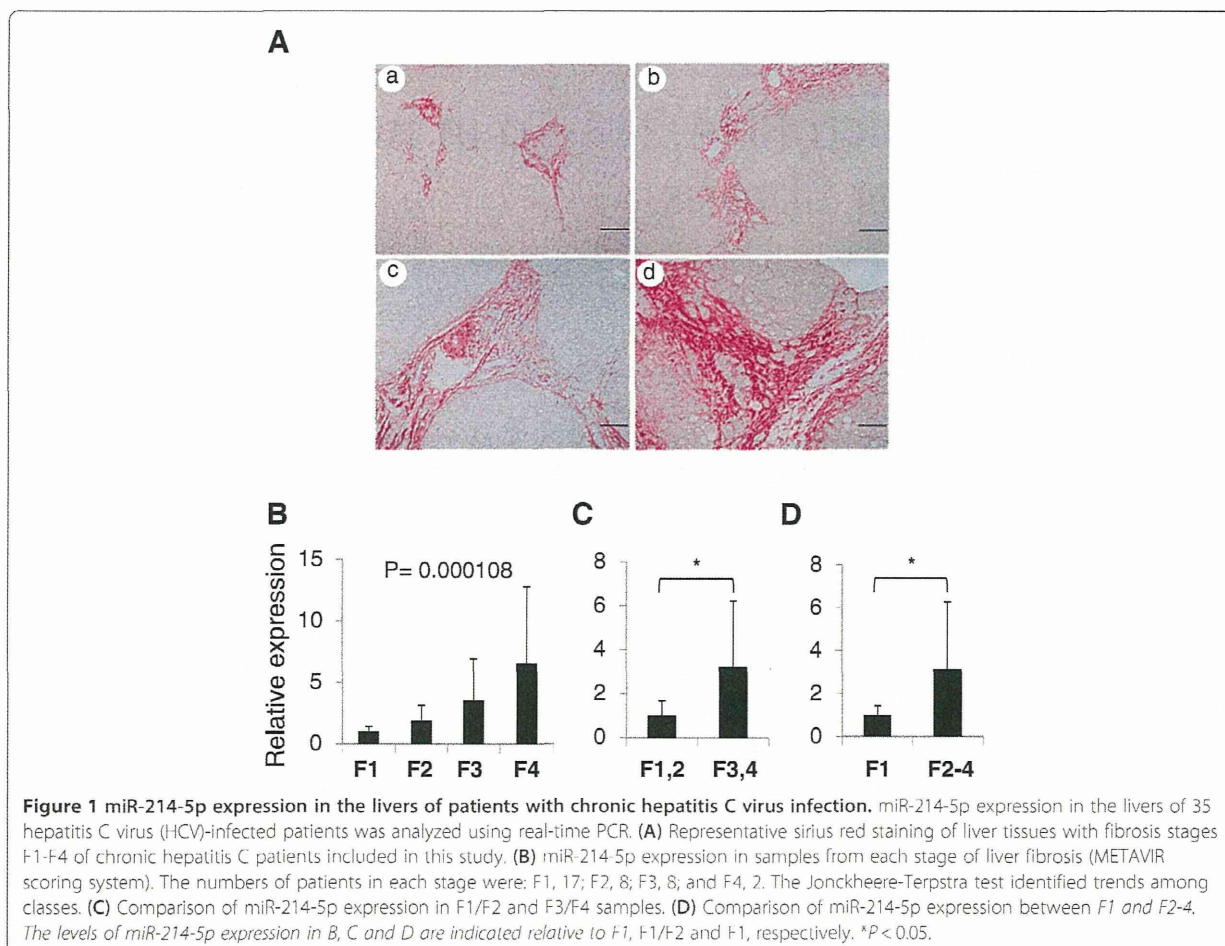 A
a
b
c
d
B
C
D
Relative expression
15
10
5
0
P= 0.000108
F1 F2 F3 F4
8
6
4
2
0
*
F1,2 F3,4
8
6
4
2
0
*
F1 F2-4
Figure 1 miR-214-5p expression in the livers of patients with chronic hepatitis C virus infection. miR-214-5p expression in the livers of 35
hepatitis C virus (HCV)-infected patients was analyzed using real-time PCR. (A) Representative sirius red staining of liver tissues with fibrosis stages
F1-F4 of chronic hepatitis C patients included in this study. (B) miR-214-5p expression in samples from each stage of liver fibrosis (METAVIR
scoring system). The numbers of patients in each stage were: F1, 17; F2, 8; F3, 8; and F4, 2. The Jonckheere-Terpstra test identified trends among
classes. (C) Comparison of miR-214-5p expression in F1/F2 and F3/F4 samples. (D) Comparison of miR-214-5p expression between F1 and F2-4.
The levels of miR-214-5p expression in B, C and D are indicated relative to F1, F1/F2 and F1, respectively. *P < 0.05.